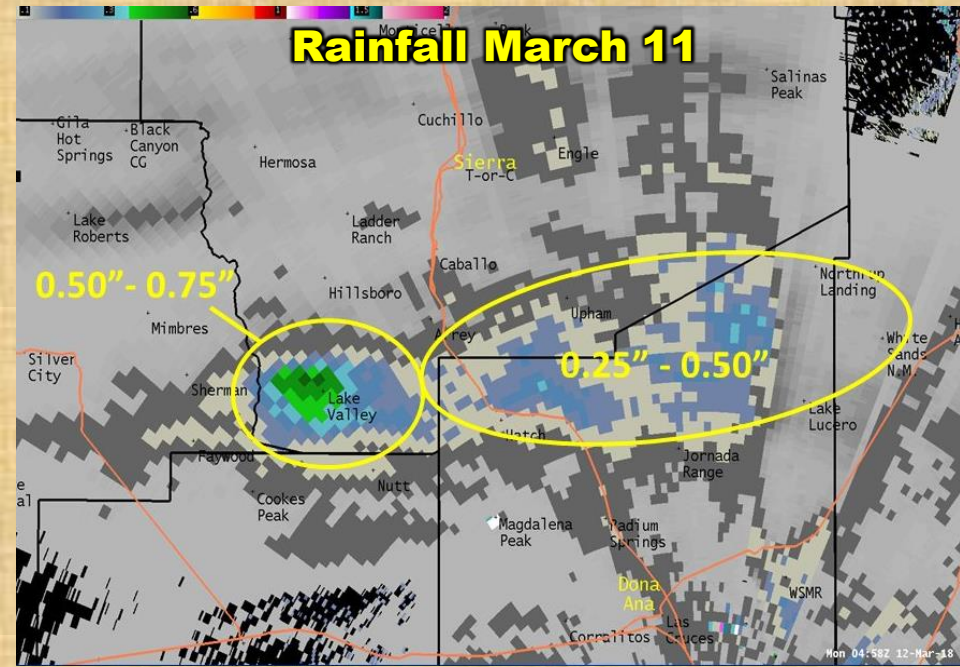 Rainfall March 11
Salinas
Peak
Cuchillo
Gila
Hot
Springs
Black
Canyon
CG
Hermosa
Engle
Sierra
T-or-C
Lake
Roberts
Ladder
Ranch
Caballo
0.50”- 0.75”
Hillsboro
Northrup
Landing
Mimbres
Upham
White
Sands
N.M.
Silver
City
0.25” - 0.50”
Sherman
Lake
Valley
Lake
Lucero
Hatch
Faywood
Jornada
Range
Nutt
Cookes
Peak
Magdalena
Peak
Radium
Springs
Dona
Ana
WSMR
Las
Cruces
Corralitos
Mon 04:58Z 12-Mar-18